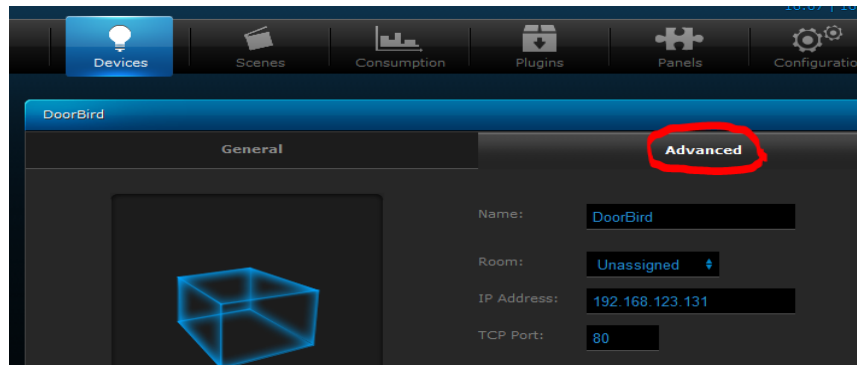 Devices Scenes Consumption Plugins Panels Configuratio
DoorBird
General Advanced
Name: DoorBird
Room: Unassigned
IP Address: 192.168.123.131
TCP Port: 80